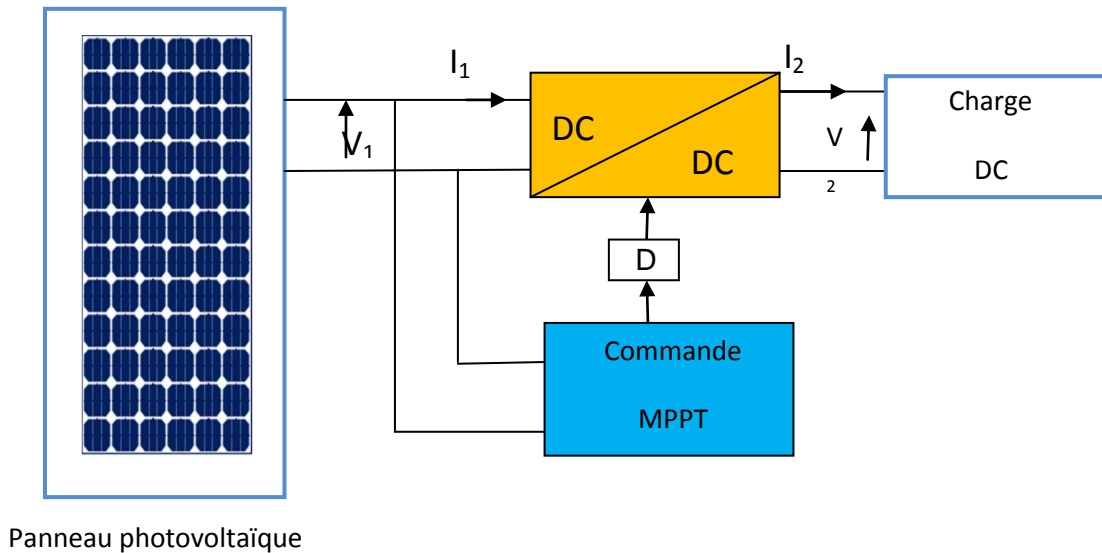 I1
I2
V1
DC
DC
V
2
Charge
DC
D
Commande
MPPT
Panneau photovoltaïque